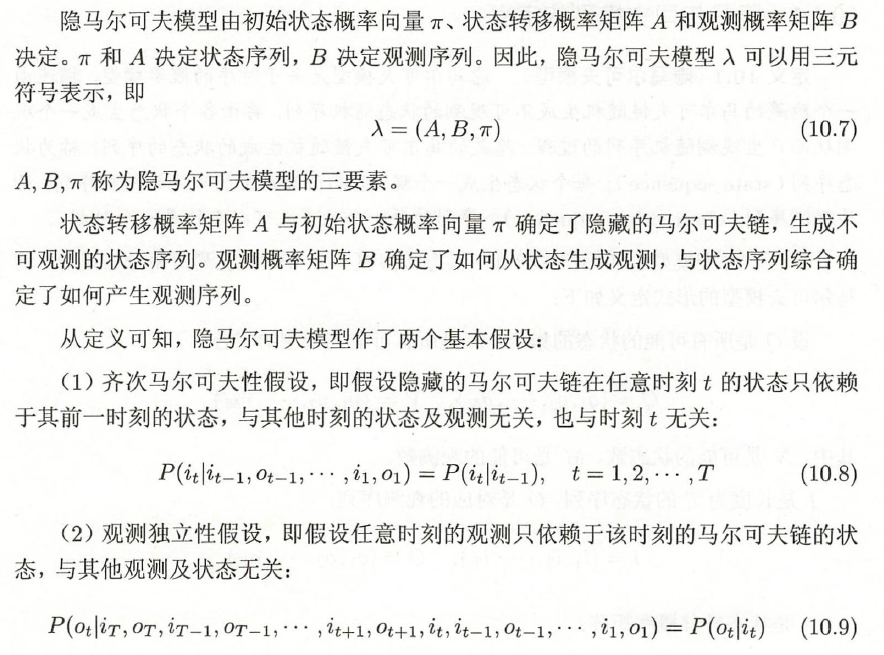 隐马尔可夫模型由初始状态概率向量 π、状态转移概率矩阵 A 和观测概率矩阵 B
决定。π 和 A 决定状态序列，B 决定观测序列。因此，隐马尔可夫模型 λ 可以用三元
符号表示，即
λ = (A, B, π) (10.7)
A, B, π 称为隐马尔可夫模型的三要素。
状态转移概率矩阵 A 与初始状态概率向量 π 确定了隐藏的马尔可夫链，生成不
可观测的状态序列。观测概率矩阵 B 确定了如何从状态生成观测，与状态序列综合确
定了如何产生观测序列。
从定义可知，隐马尔可夫模型作了两个基本假设：
（1）齐次马尔可夫性假设，即假设隐藏的马尔可夫链在任意时刻 t 的状态只依赖
于其前一时刻的状态，与其他时刻的状态及观测无关，也与时刻 t 无关：
P(i_t|i_{t-1}, o_{t-1}, ⋯, i_1, o_1) = P(i_t|i_{t-1}), t = 1, 2, ⋯, T (10.8)
（2）观测独立性假设，即假设任意时刻的观测只依赖于该时刻的马尔可夫链的状
态，与其他观测及状态无关：
P(o_t|i_T, o_T, i_{T-1}, o_{T-1}, ⋯, i_{t+1}, o_{t+1}, i_t, i_{t-1}, o_{t-1}, ⋯, i_1, o_1) = P(o_t|i_t) (10.9)